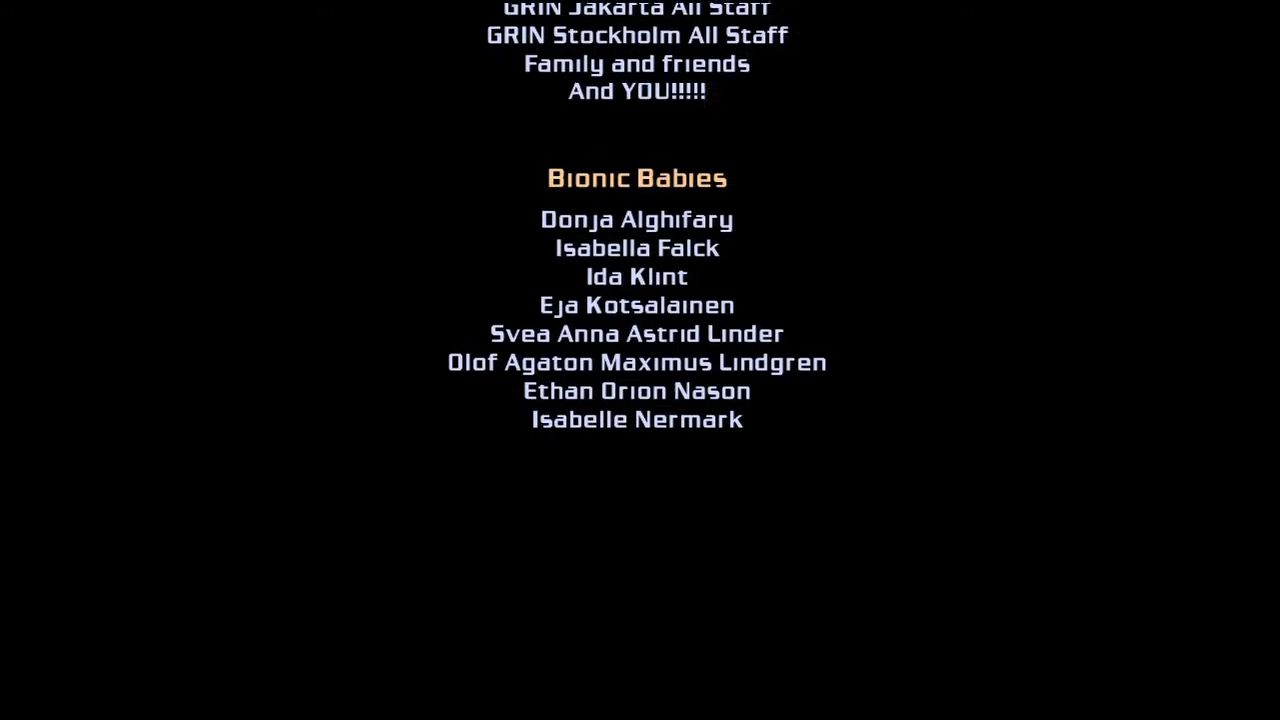 GRIN Jakarta All Staff
GRIN Stockholm All Staff
Family and friends
And YOU!!!!!
Bionic Babies
Donja Alghifary
Isabella Falck
Ida Klint
Eja Kotsalainen
Svea Anna Astrid Linder
Olof Agaton Maximus Lindgren
Ethan Orion Nason
Isabelle Nermark